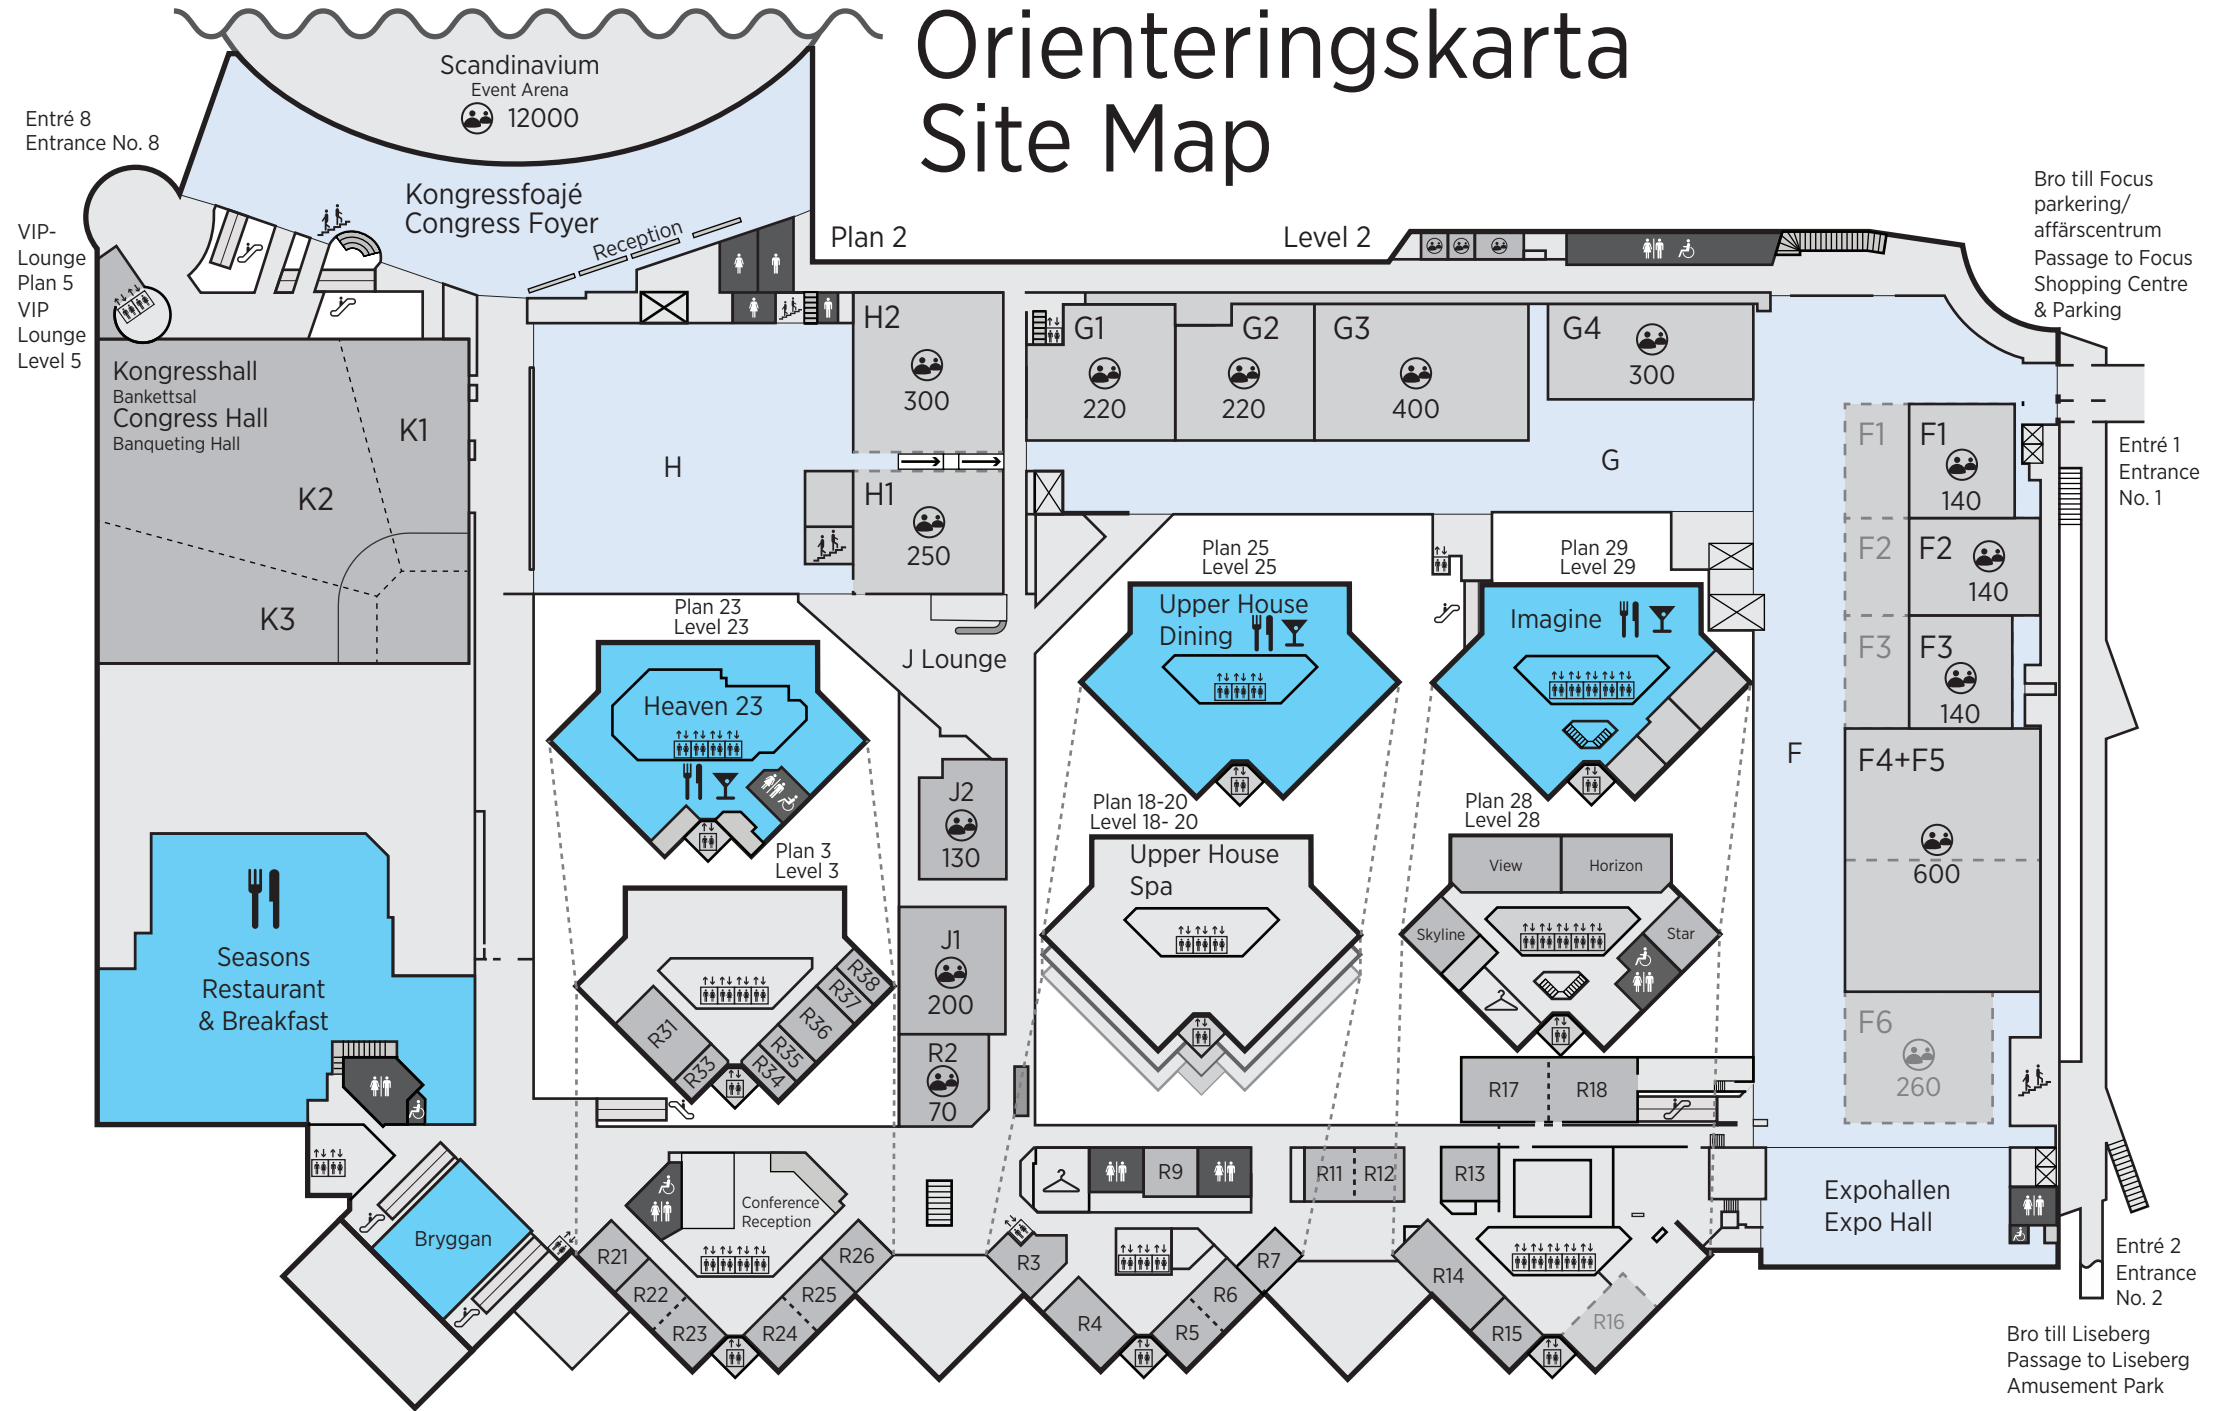 Orienteringskarta
Site Map
Scandinavium
Event Arena
12000
Entré 8
Entrance No. 8
Kongressfoajé
Congress Foyer
Reception
VIP-
Lounge
Plan 5
VIP
Lounge
Level 5
Plan 2
Level 2
Bro till Focus
parkering/
affärscentrum
Passage to Focus
Shopping Centre
& Parking
Kongresshall
Bankettsal
Congress Hall
Banqueting Hall
K1
K2
K3
H
H2
300
H1
250
G1
220
G2
220
G3
400
G4
300
G
F1
F1
140
F2
F2
140
F3
F3
140
F
F4+F5
600
F6
260
Entré 1
Entrance
No. 1
Plan 23
Level 23
Heaven 23
J Lounge
Plan 25
Level 25
Upper House
Dining
Plan 29
Level 29
Imagine
J2
130
J1
200
R2
70
Plan 3
Level 3
R31
R33
R34
R35
R36
R37
R38
Plan 18-20
Level 18- 20
Upper House
Spa
Plan 28
Level 28
View
Horizon
Skyline
Star
Seasons
Restaurant
& Breakfast
R17
R18
Bryggan
Conference
Reception
R21
R22
R23
R24
R25
R26
R9
R11
R12
R13
R3
R4
R5
R6
R7
R14
R15
R16
Expohallen
Expo Hall
Entré 2
Entrance
No. 2
Bro till Liseberg
Passage to Liseberg
Amusement Park